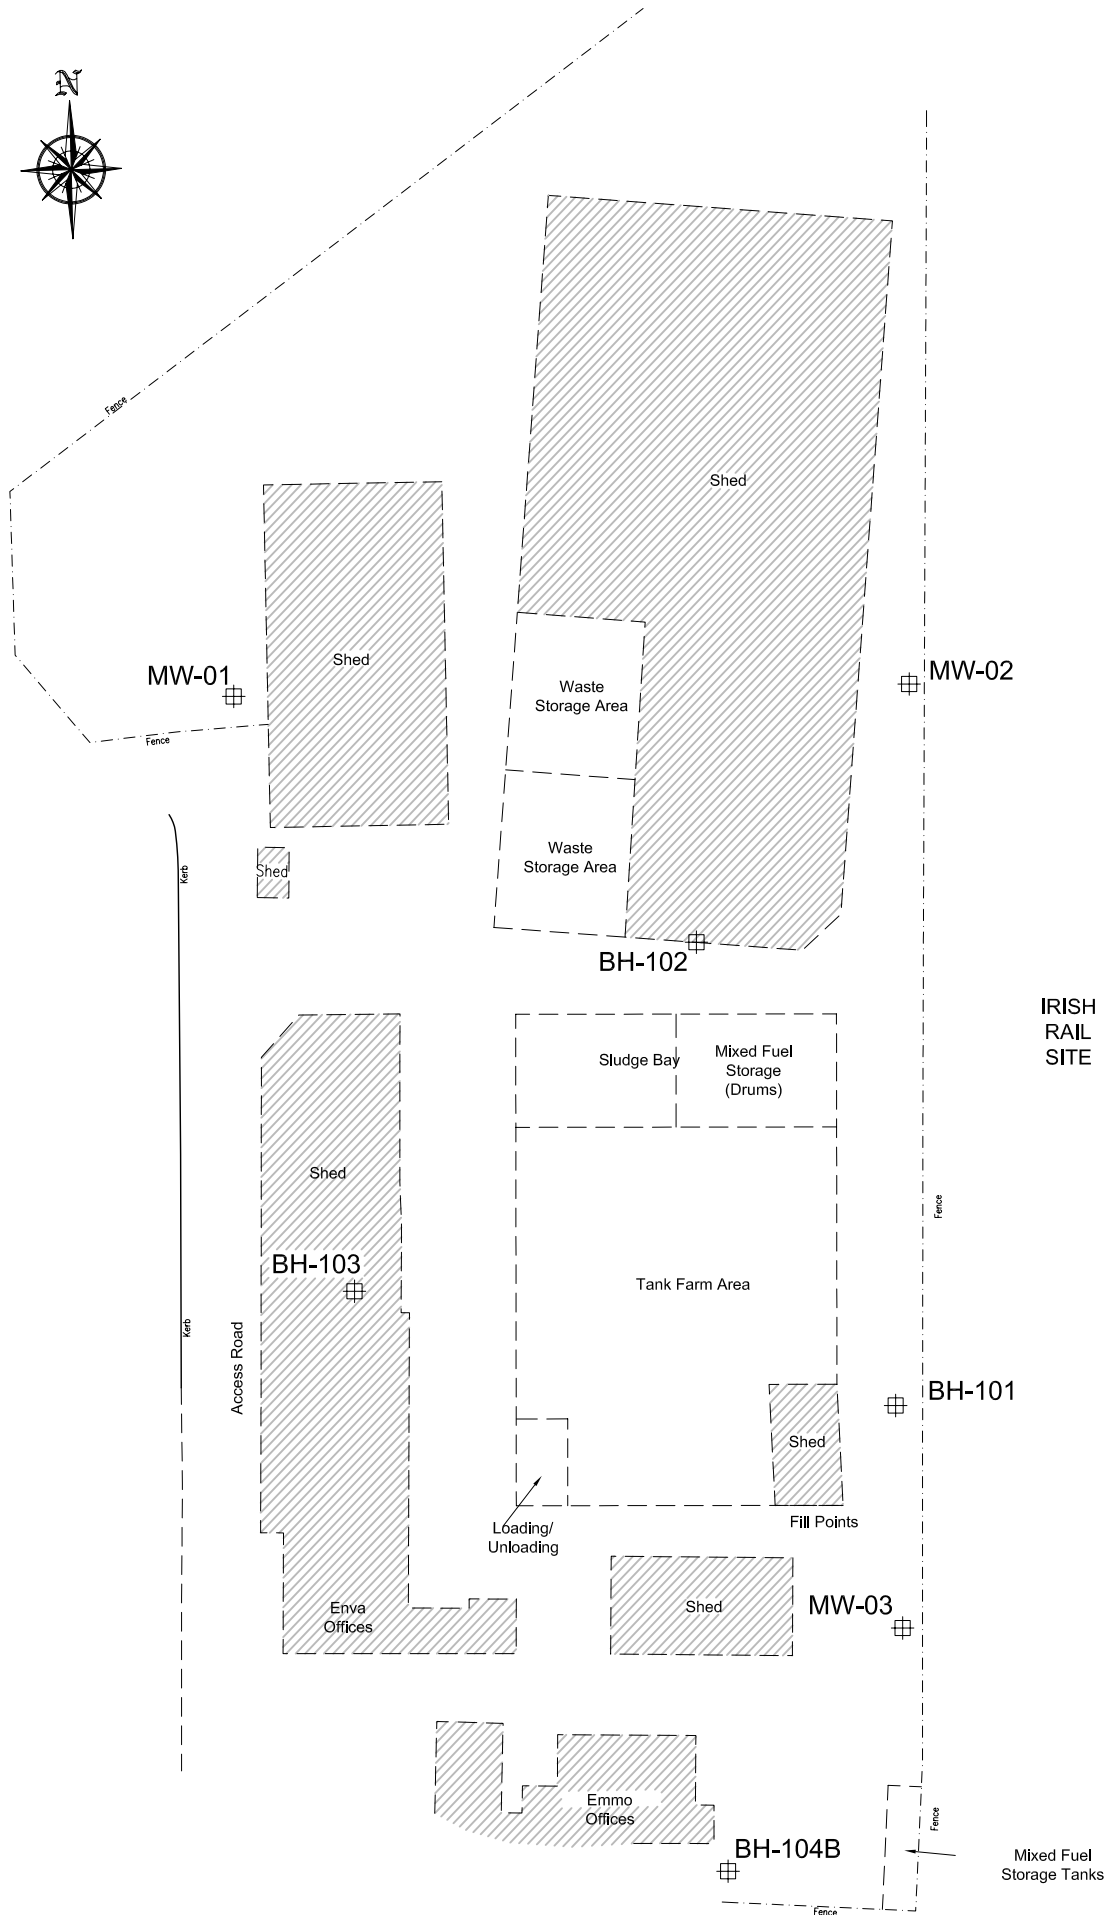 N
Fence
Shed
Shed
MW-01
MW-02
Waste
Storage Area
Fence
Waste
Storage Area
Kerb
Shed
BH-102
IRISH
RAIL
SITE
Sludge Bay
Mixed Fuel
Storage
(Drums)
Shed
Fence
BH-103
Tank Farm Area
Kerb
Access Road
BH-101
Shed
Loading/
Unloading
Fill Points
Enva
Offices
Shed
MW-03
Emmo
Offices
Fence
BH-104B
Mixed Fuel
Storage Tanks
Fence